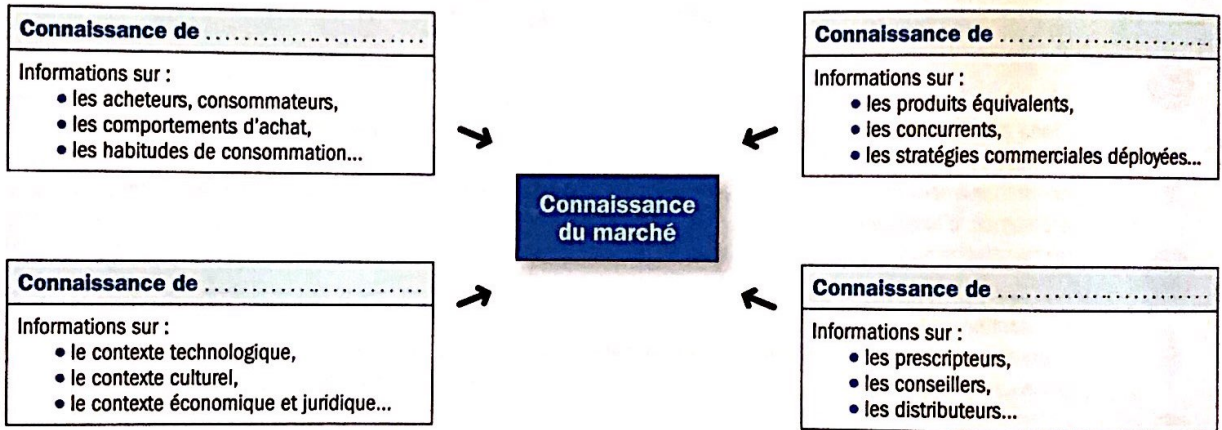 Connaissance de ........................
Informations sur :
• les acheteurs, consommateurs,
• les comportements d'achat,
• les habitudes de consommation...
Connaissance de ........................
Informations sur :
• les produits équivalents,
• les concurrents,
• les stratégies commerciales déployées...
Connaissance
du marché
Connaissance de ........................
Informations sur :
• le contexte technologique,
• le contexte culturel,
• le contexte économique et juridique...
Connaissance de ........................
Informations sur :
• les prescripteurs,
• les conseillers,
• les distributeurs...